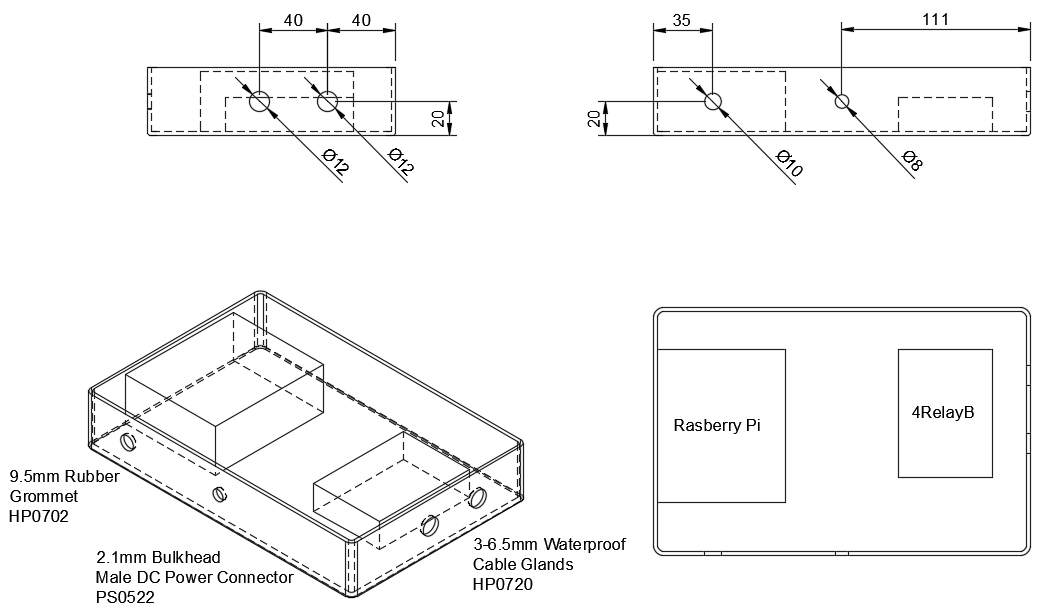 40
40
35
111
20
20
Ø12
Ø12
Ø10
Ø8
Rasberry Pi
4RelayB
9.5mm Rubber
Grommet
HP0702
2.1mm Bulkhead
Male DC Power Connector
PS0522
3-6.5mm Waterproof
Cable Glands
HP0720